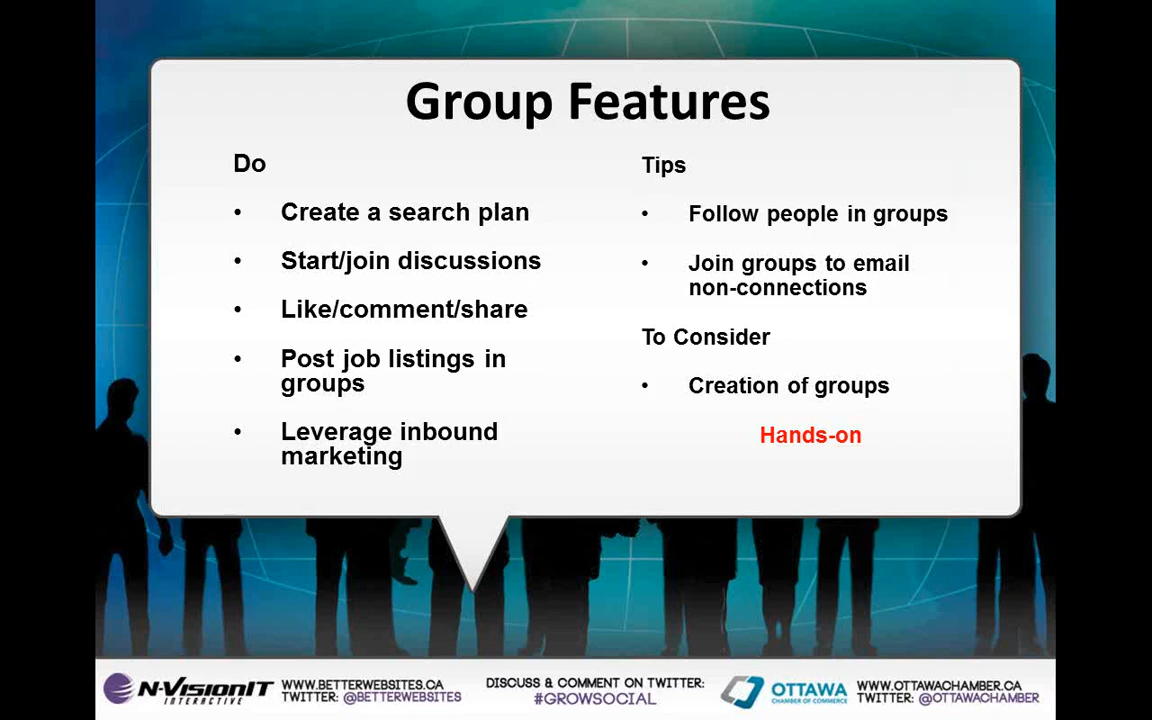 Group Features
Do
• Create a search plan
• Start/join discussions
• Like/comment/share
• Post job listings in
groups
• Leverage inbound
marketing
Tips
• Follow people in groups
• Join groups to email
non-connections
To Consider
• Creation of groups
Hands-on
N-VISIONIT
INTERACTIVE
WWW.BETTERWEBSITES.CA
TWITTER: @BETTERWEBSITES
DISCUSS & COMMENT ON TWITTER:
#GROWSOCIAL
OTTAWA
CHAMBER OF COMMERCE
WWW.OTTAWACHAMBER.CA
TWITTER: @OTTAWACHAMBER